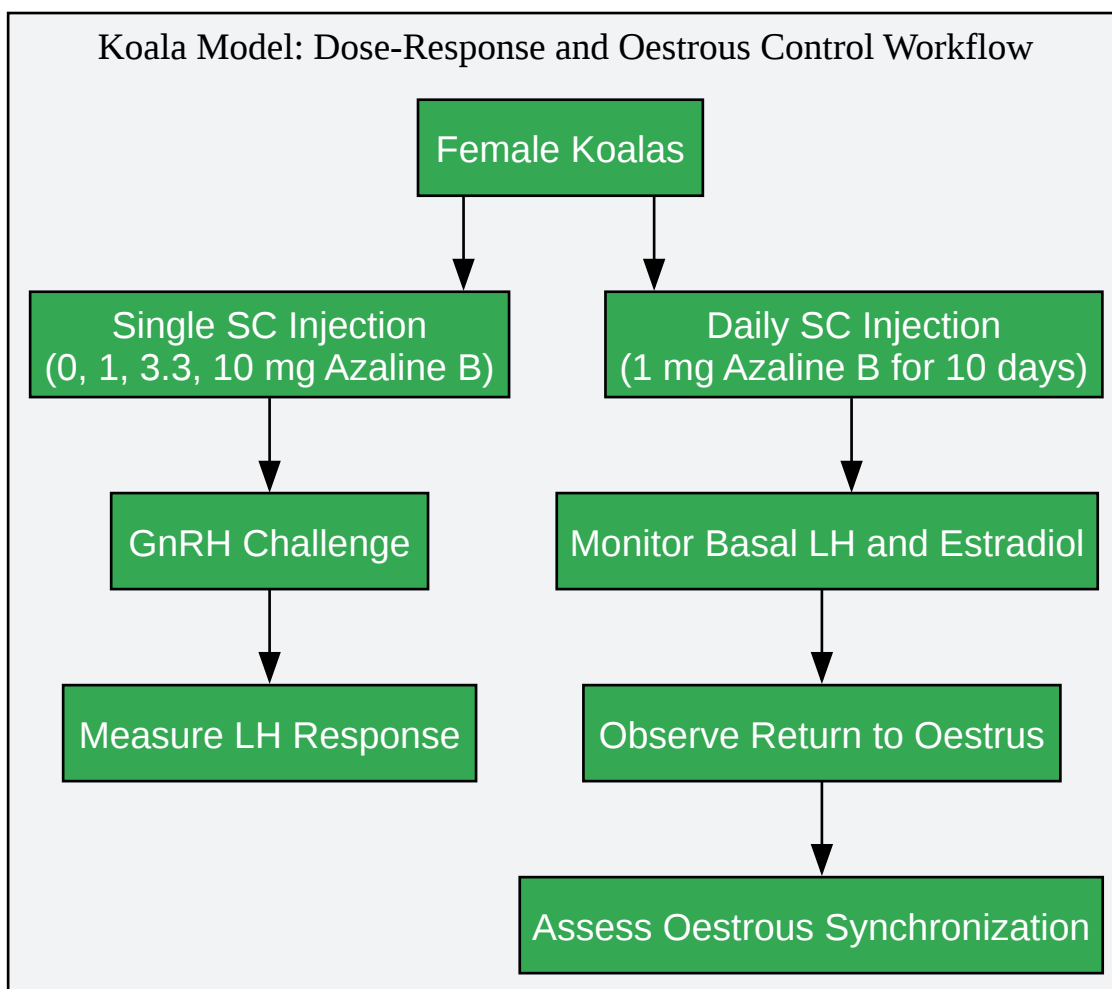 Koala Model: Dose-Response and Oestrous Control Workflow
Female Koalas
Single SC Injection
(0, 1, 3.3, 10 mg Azaline B)
Daily SC Injection
(1 mg Azaline B for 10 days)
GnRH Challenge
Monitor Basal LH and Estradiol
Measure LH Response
Observe Return to Oestrus
Assess Oestrous Synchronization